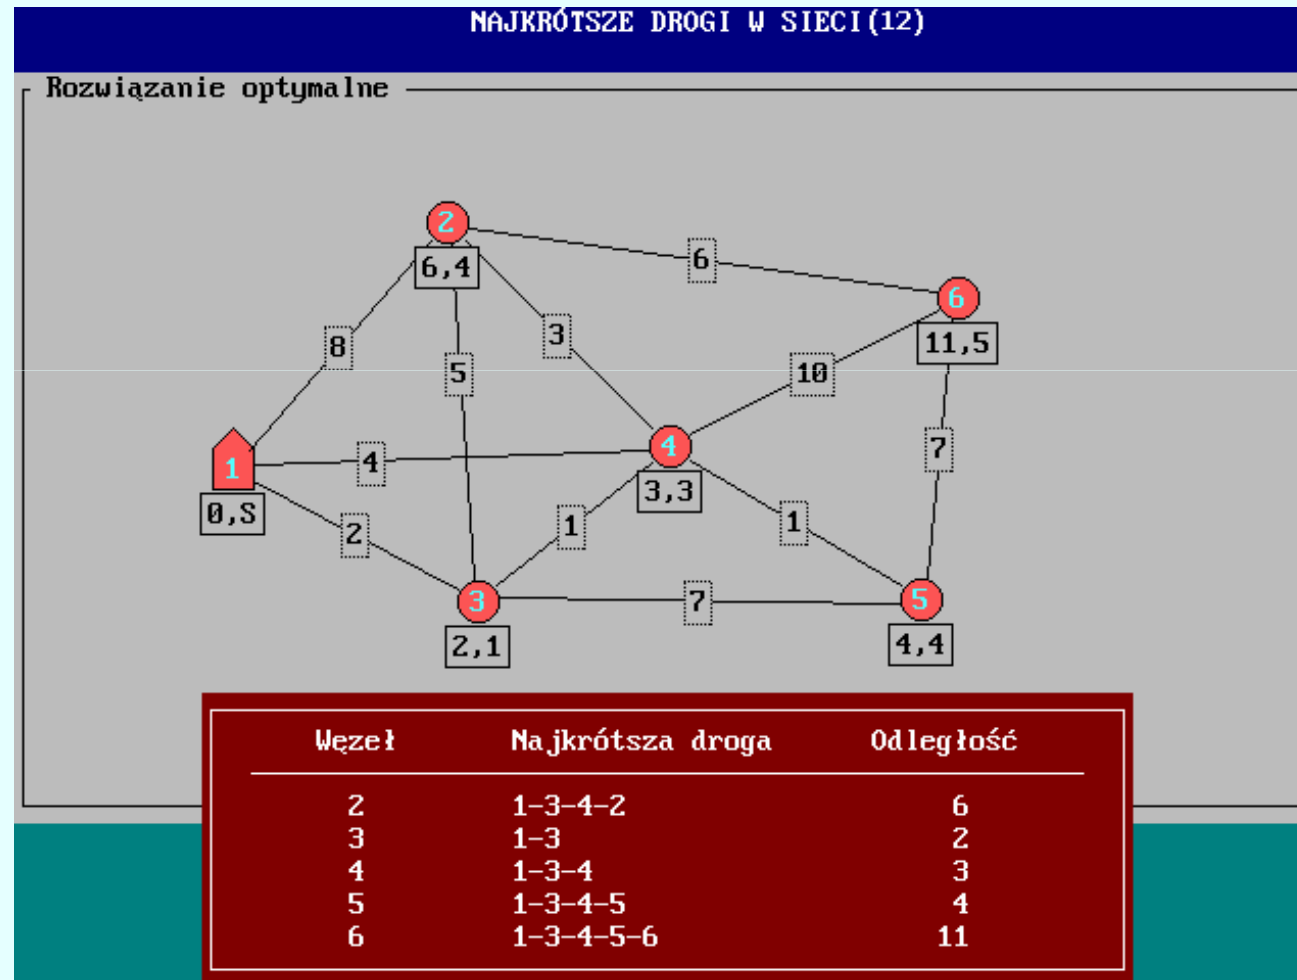 NAJKRÓTSZE DROGI W SIECI(12)
Rozwiązanie optymalne
2
6,4
6
6
11,5
8
3
5
10
1
0,S
4
4
3,3
7
2
1
1
3
2,1
7
5
4,4
Węzeł Najkrótsza droga Odległość
2 1-3-4-2 6
3 1-3 2
4 1-3-4 3
5 1-3-4-5 4
6 1-3-4-5-6 11